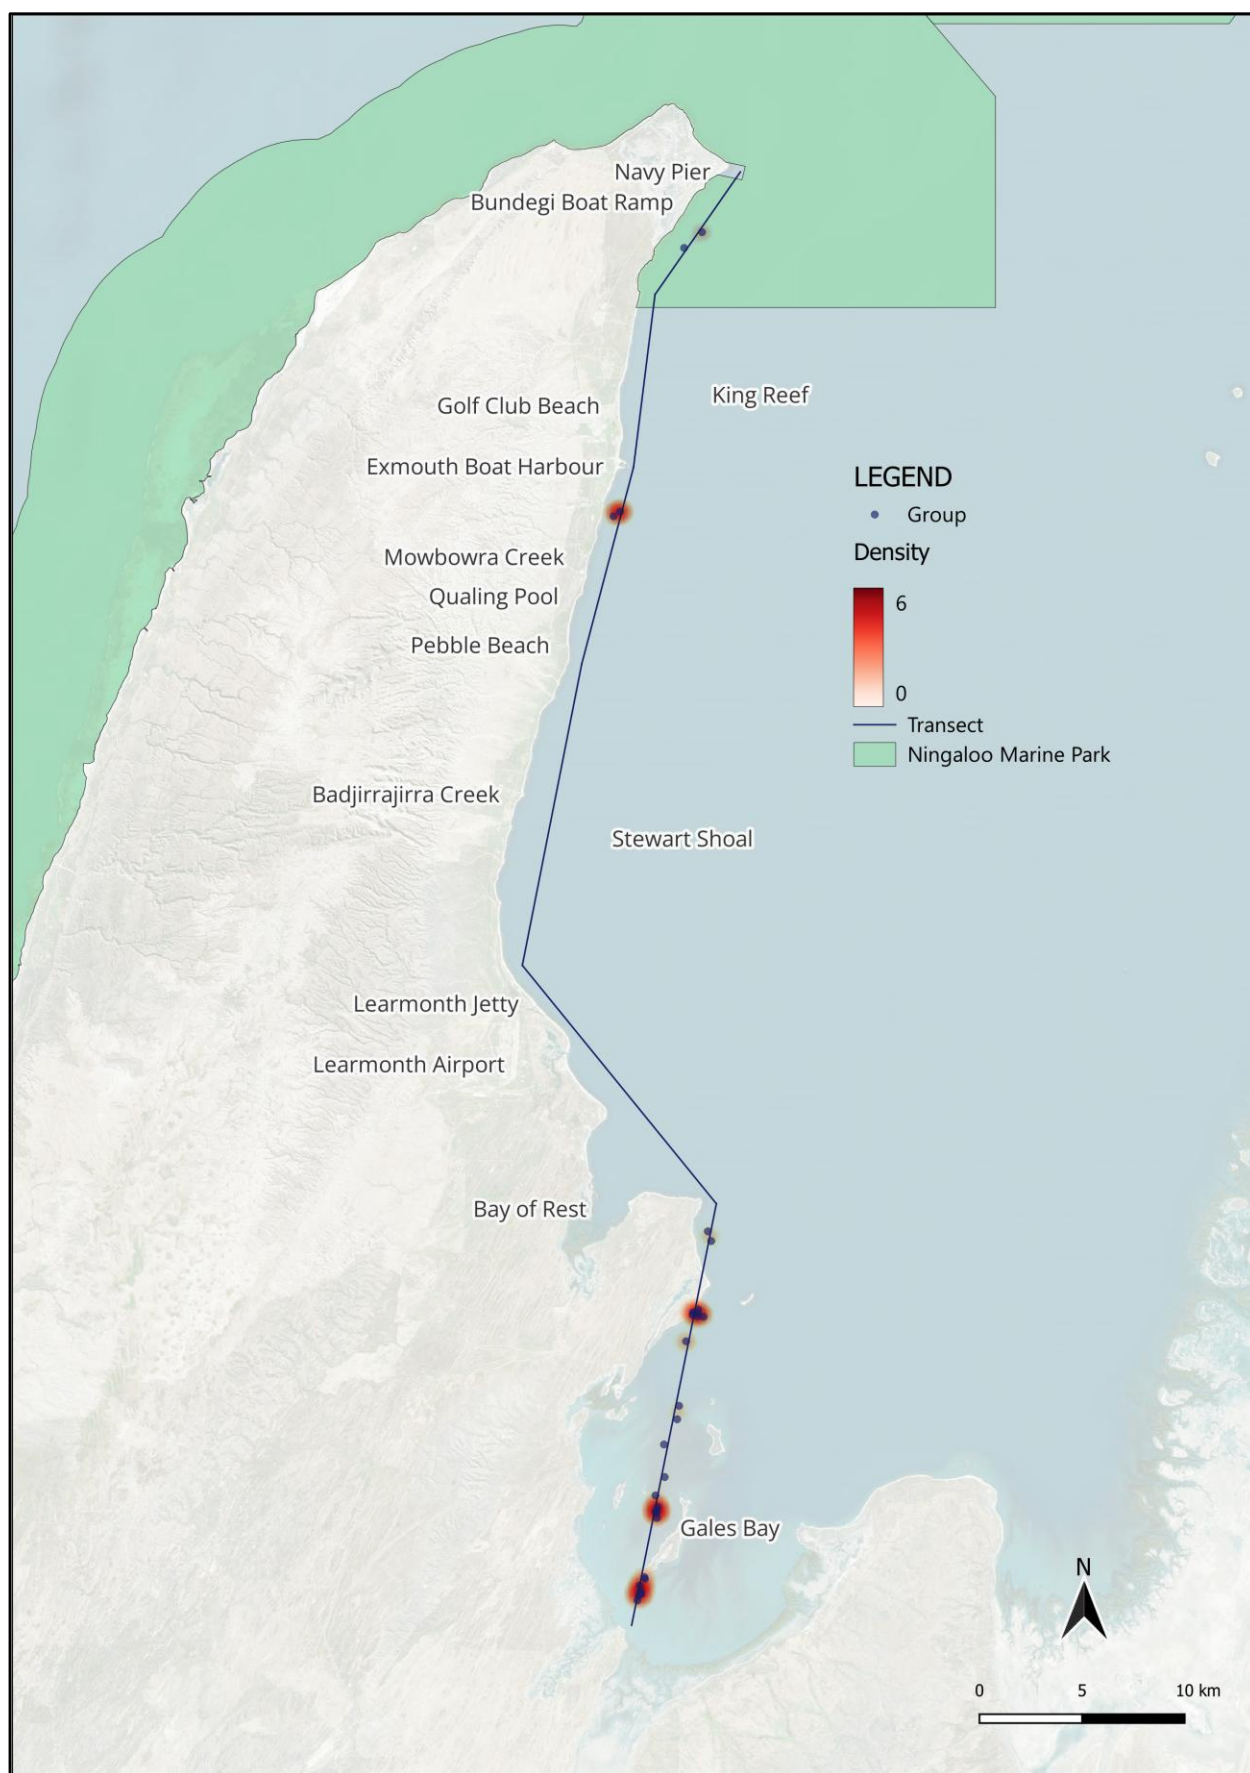 Navy Pier
Bundegi Boat Ramp
King Reef
Golf Club Beach
Exmouth Boat Harbour
LEGEND
Group
Density
6
0
Transect
Ningaloo Marine Park
Mowbowra Creek
Qualing Pool
Pebble Beach
Badjirrajirra Creek
Stewart Shoal
Learmonth Jetty
Learmonth Airport
Bay of Rest
Gales Bay
N
0 5 10 km